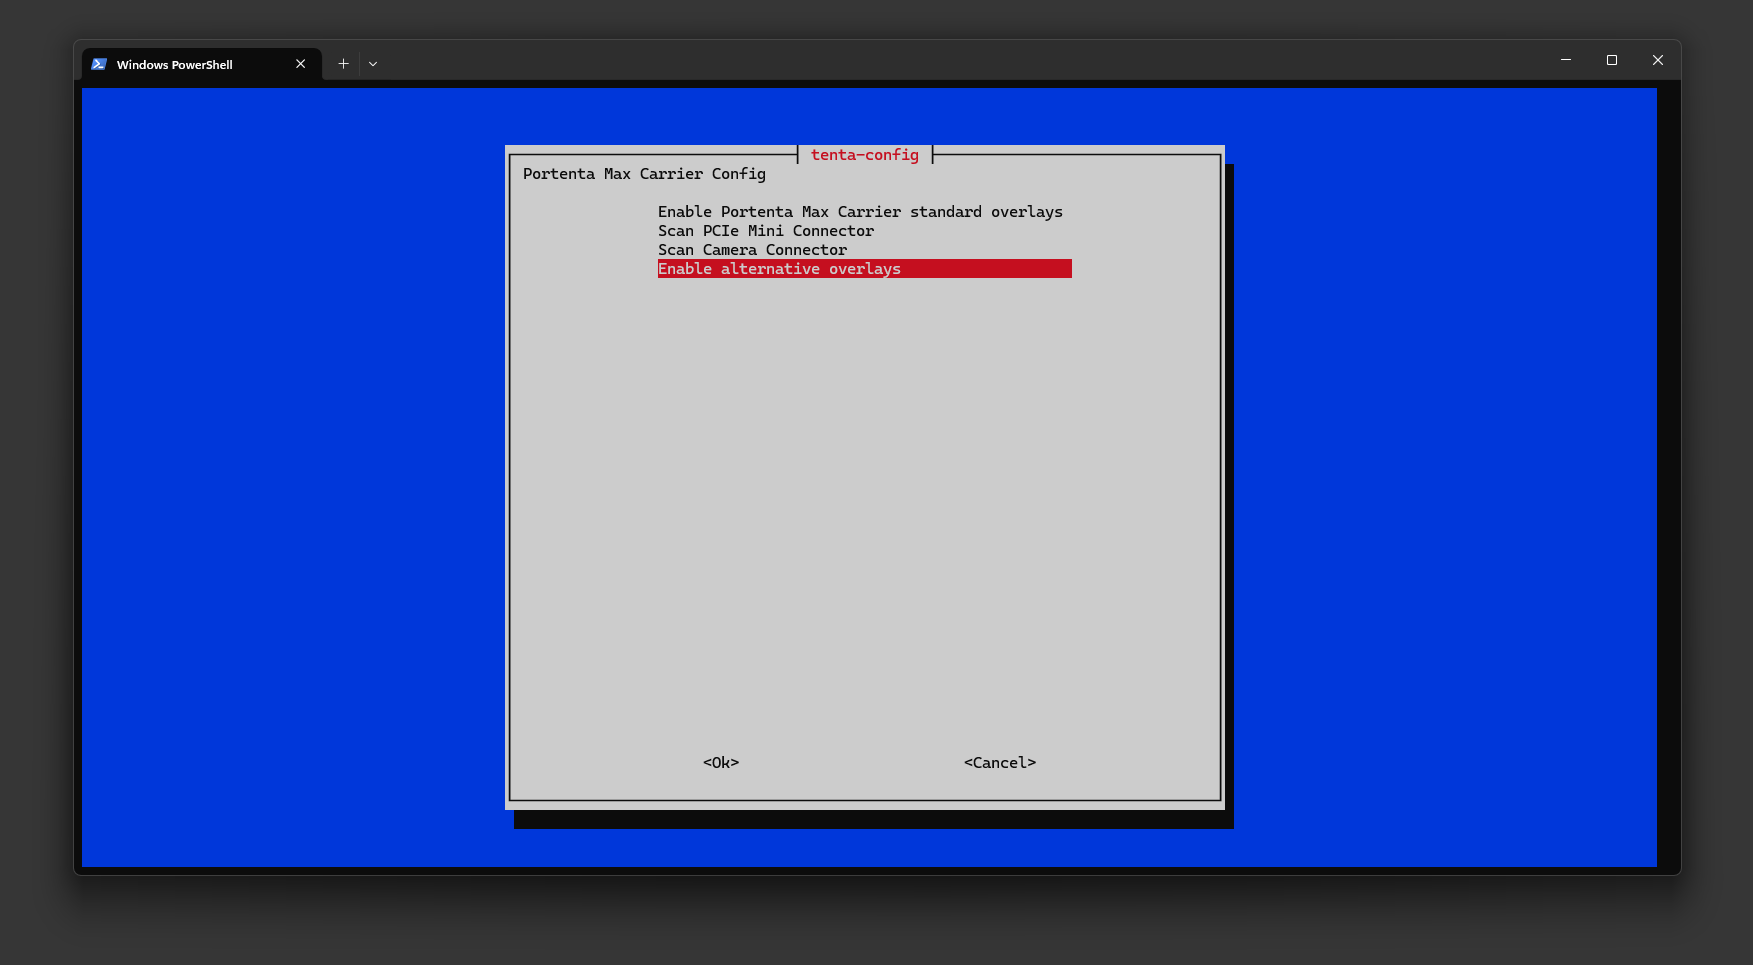 Windows PowerShell
tenta-config
Portenta Max Carrier Config
Enable Portenta Max Carrier standard overlays
Scan PCIe Mini Connector
Scan Camera Connector
Enable alternative overlays
<Ok> <Cancel>